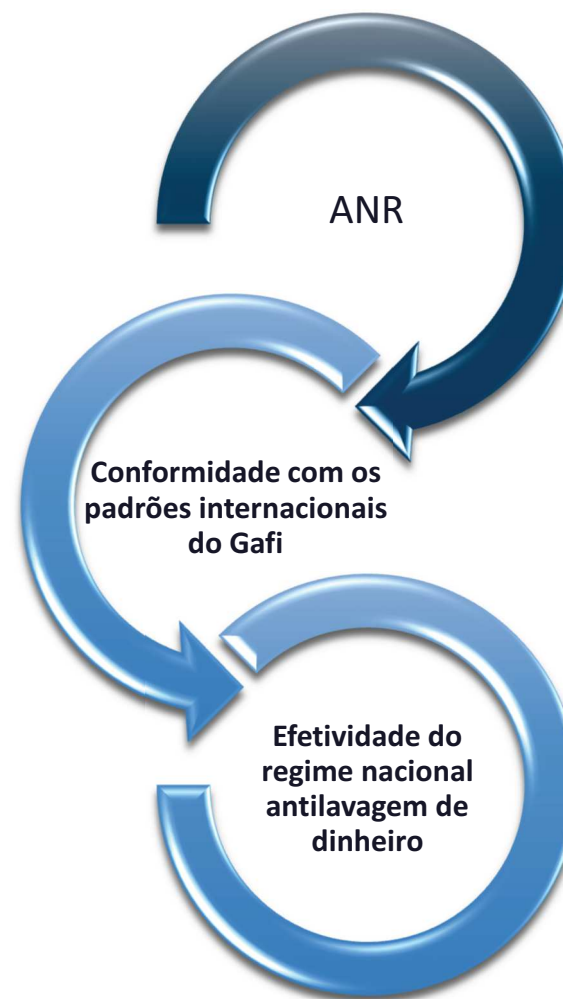 ANR
Conformidade com os
padrões internacionais
do Gafi
Efetividade do
regime nacional
antilavagem de
dinheiro